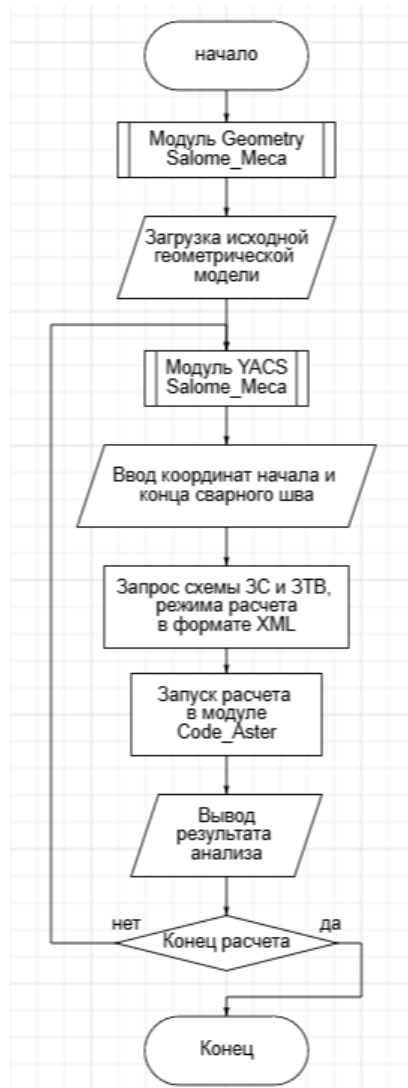 начало
Модуль Geometry
Salome_Meca
Загрузка исходной
геометрической
модели
Модуль YACS
Salome_Meca
Ввод координат начала и
конца сварного шва
Запрос схемы ЗС и ЗТВ,
режима расчета
в формате XML
Запуск расчета
в модуле
Code_Aster
Вывод
результата
анализа
нет
да
Конец расчета
Конец